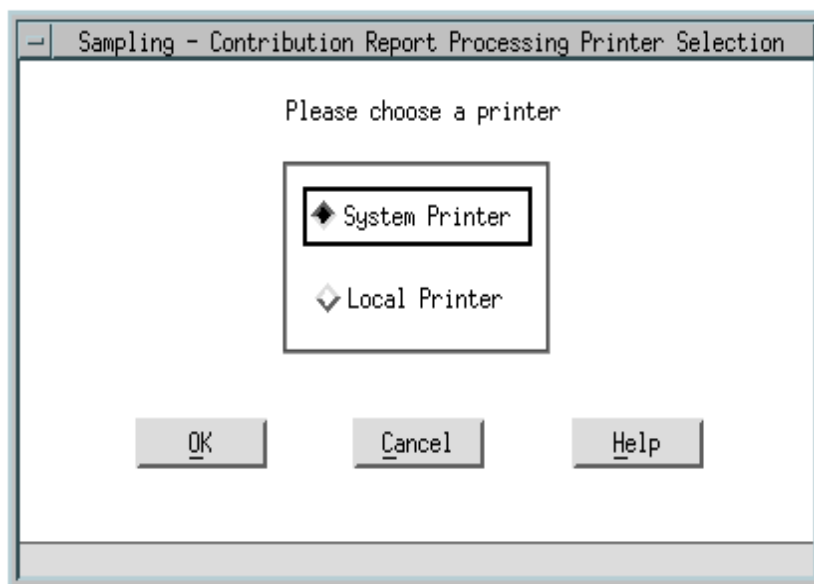 Sampling - Contribution Report Processing Printer Selection
Please choose a printer
System Printer
Local Printer
OK
Cancel
Help